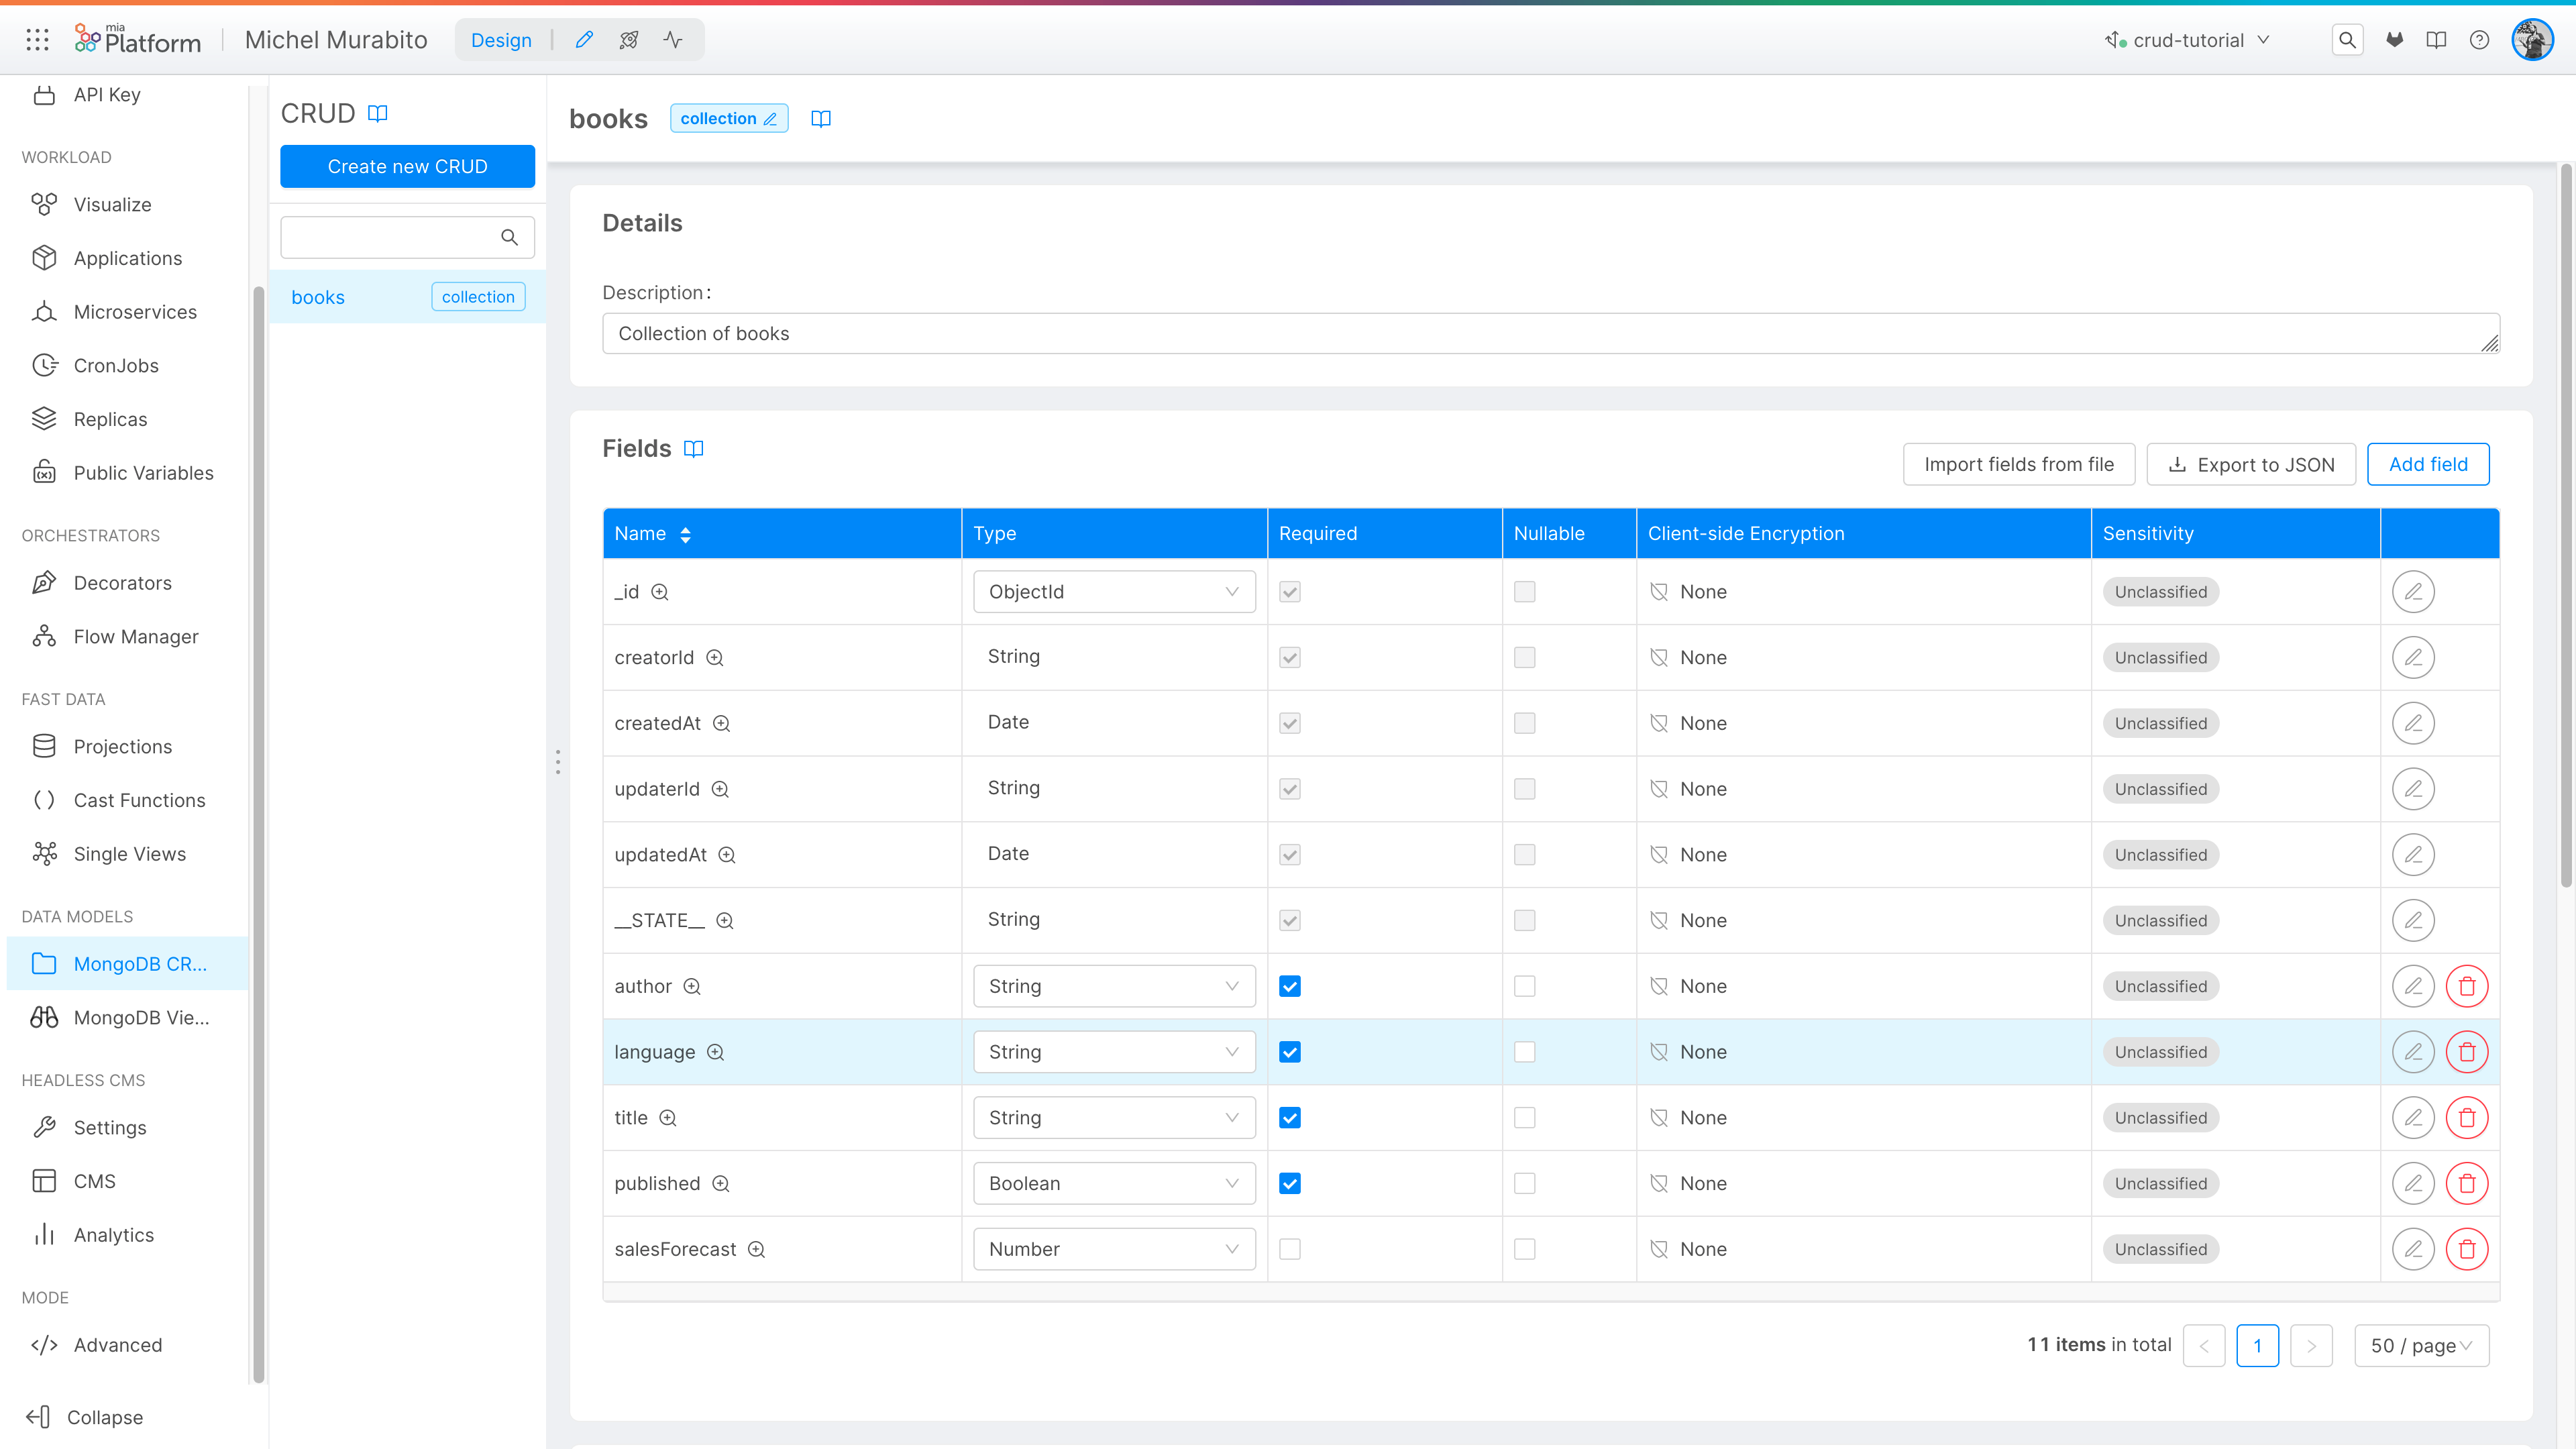 mia
Platform
Michel Murabito
Design
crud-tutorial
API Key
WORKLOAD
Visualize
Applications
Microservices
CronJobs
Replicas
Public Variables
ORCHESTRATORS
Decorators
Flow Manager
FAST DATA
Projections
Cast Functions
Single Views
DATA MODELS
MongoDB CR...
MongoDB Vie...
HEADLESS CMS
Settings
CMS
Analytics
MODE
Advanced
Collapse
CRUD
Create new CRUD
books collection
books collection
Details
Description:
Collection of books
Fields
Import fields from file Export to JSON Add field
Name Type Required Nullable Client-side Encryption Sensitivity
_id ObjectId None Unclassified
creatorId String None Unclassified
createdAt Date None Unclassified
updaterId String None Unclassified
updatedAt Date None Unclassified
__STATE__ String None Unclassified
author String None Unclassified
language String None Unclassified
title String None Unclassified
published Boolean None Unclassified
salesForecast Number None Unclassified
11 items in total 1 50 / page